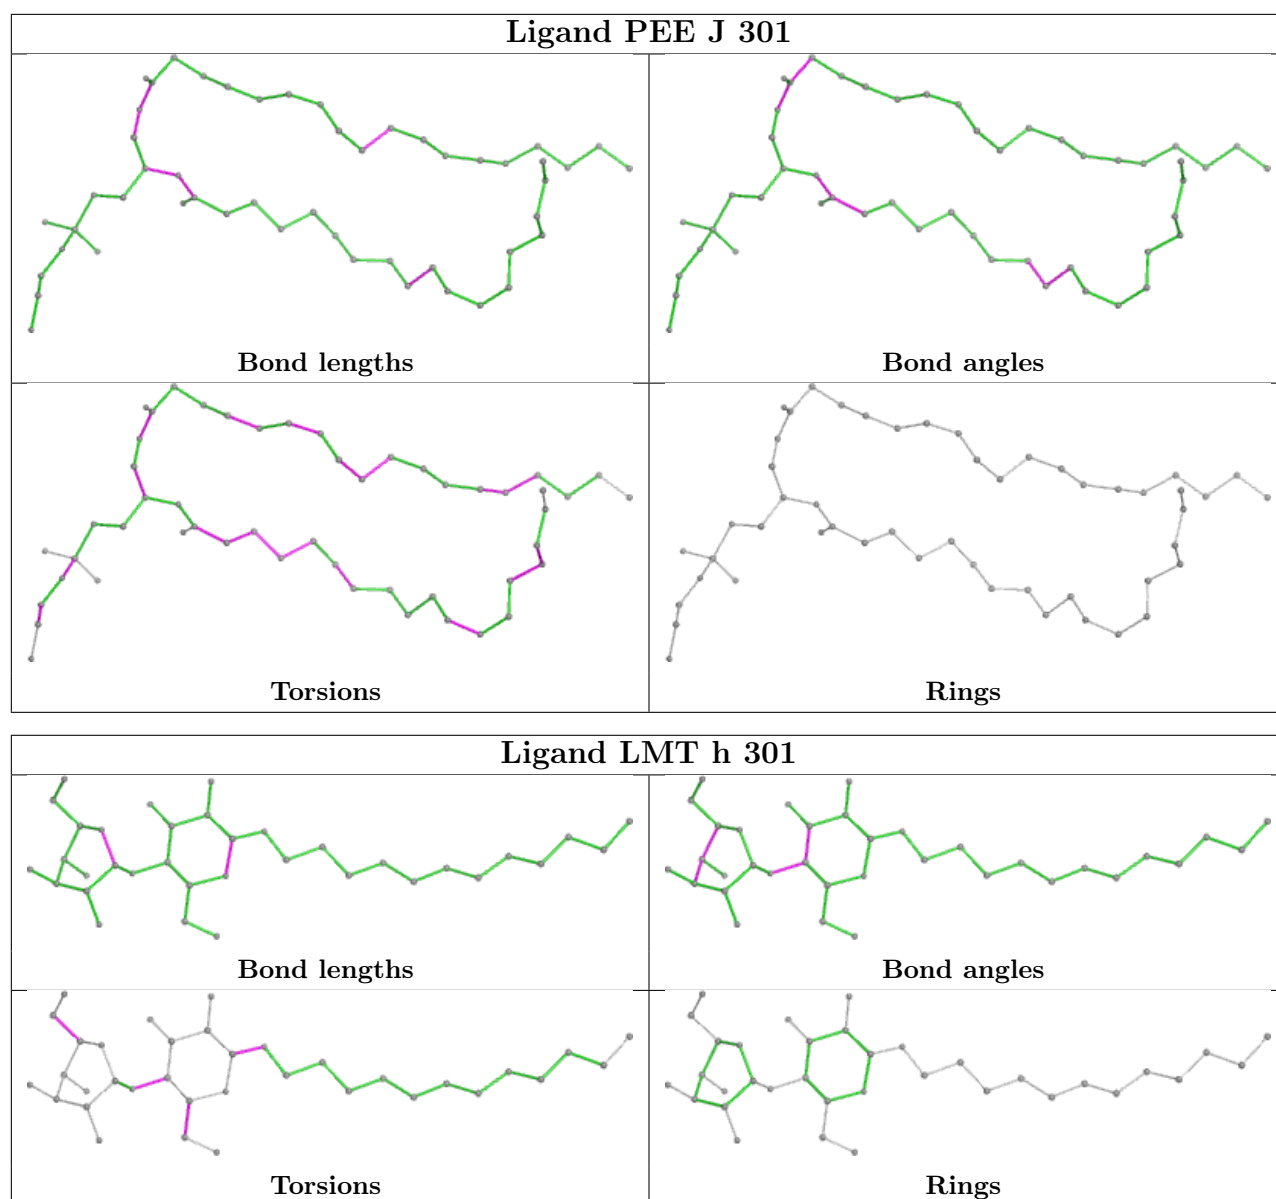 Ligand PEE J 301
Bond lengths
Bond angles
Torsions
Rings
Ligand LMT h 301
Bond lengths
Bond angles
Torsions
Rings